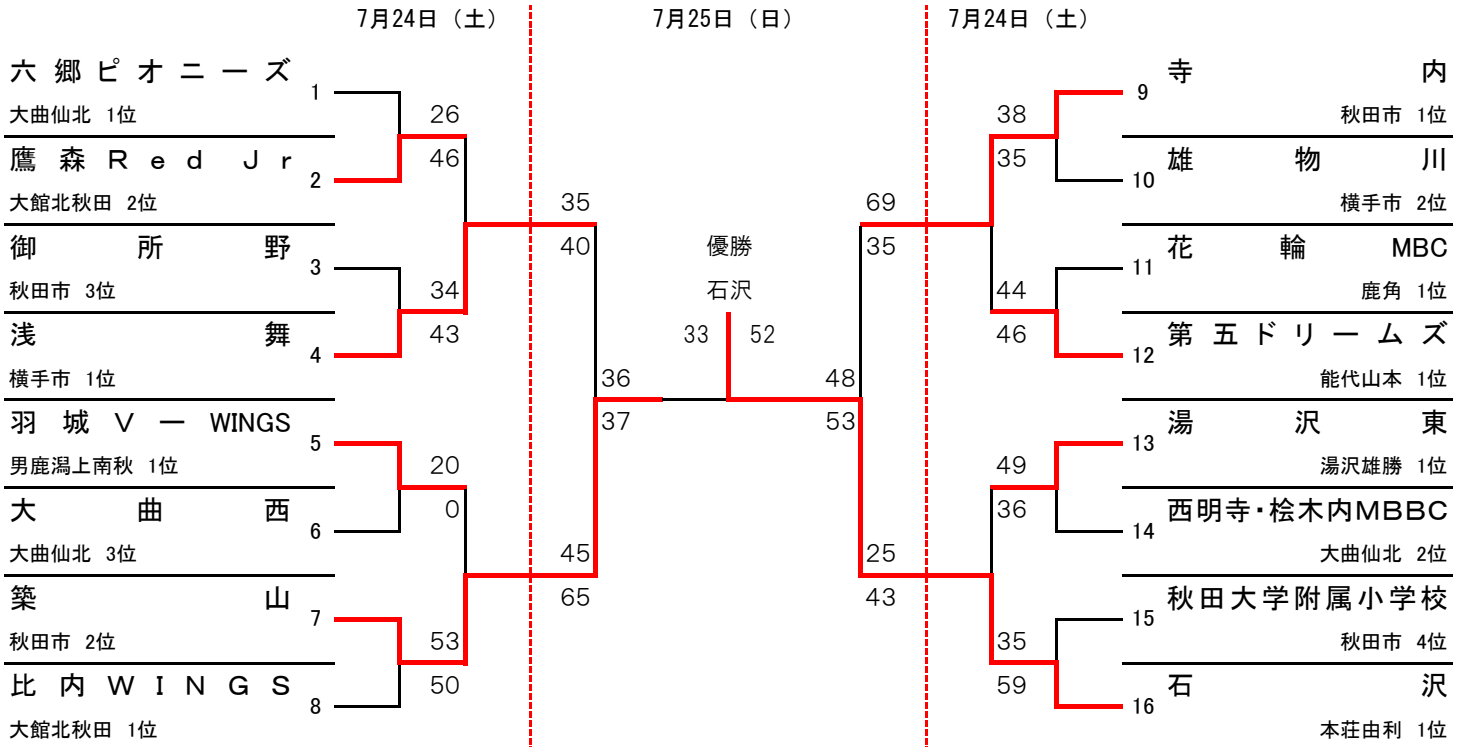 7月24日（土）
7月25日（日）
7月24日（土）
六郷ピオニーズ
1
大曲仙北 1位
26
鷹森Red Jr
2
大館北秋田 2位
46
御所野
3
秋田市 3位
34
浅舞
4
横手市 1位
43
羽城V－WINGS
5
男鹿潟上南秋 1位
20
大曲西
6
大曲仙北 3位
0
築山
7
秋田市 2位
53
比内WINGS
8
大館北秋田 1位
50
35
40
45
65
36
37
優勝
石沢
33 52
48
53
69
35
25
43
寺内
9
秋田市 1位
38
雄物川
10
横手市 2位
35
花輪MBC
11
鹿角 1位
44
第五ドリームズ
12
能代山本 1位
46
湯沢東
13
湯沢雄勝 1位
49
西明寺・桧木内MBBC
14
大曲仙北 2位
36
秋田大学附属小学校
15
秋田市 4位
35
石沢
16
本荘由利 1位
59